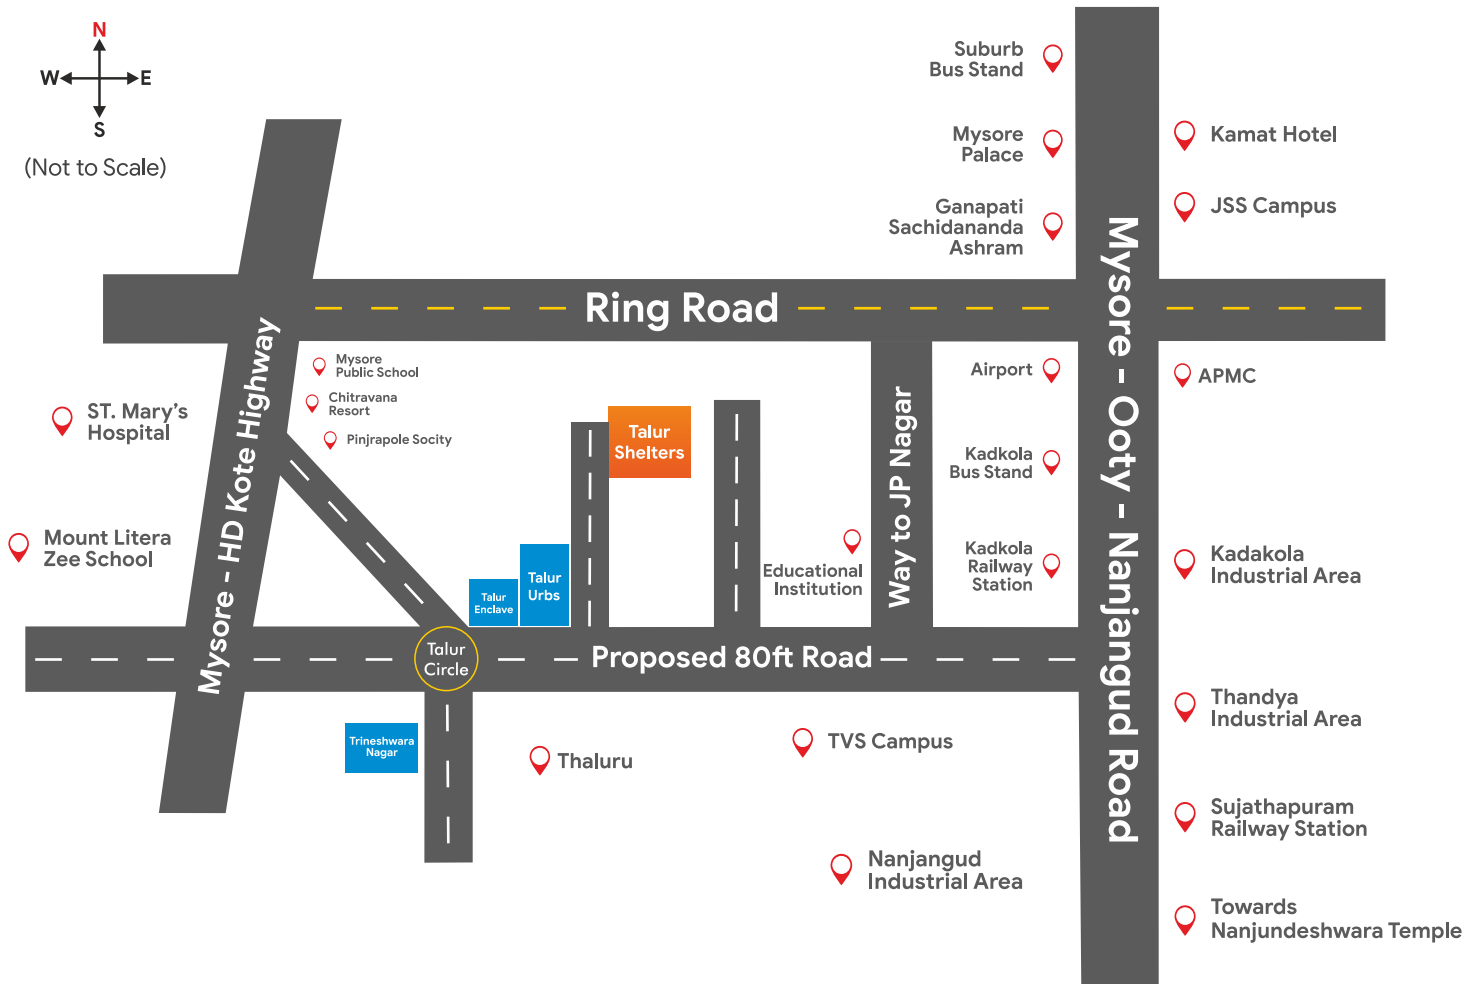 N
W
E
S
(Not to Scale)
Suburb
Bus Stand
Mysore
Palace
Ganapati
Sachidananda
Ashram
Kamat Hotel
JSS Campus
Ring Road
Mysore - Ooty - Nanjangud Road
Mysore - HD Kote Highway
Mysore
Public School
Chitravana
Resort
Pinjrapole Socity
ST. Mary's
Hospital
Mount Litera
Zee School
Talur
Shelters
Talur
Urbs
Talur
Enclave
Way to JP Nagar
Educational
Institution
Airport
Kadkola
Bus Stand
Kadkola
Railway
Station
APMC
Kadakola
Industrial Area
Talur
Circle
Proposed 80ft Road
Thandya
Industrial Area
Trineshwara
Nagar
Thaluru
TVS Campus
Nanjangud
Industrial Area
Sujathapuram
Railway Station
Towards
Nanjundeshwara Temple